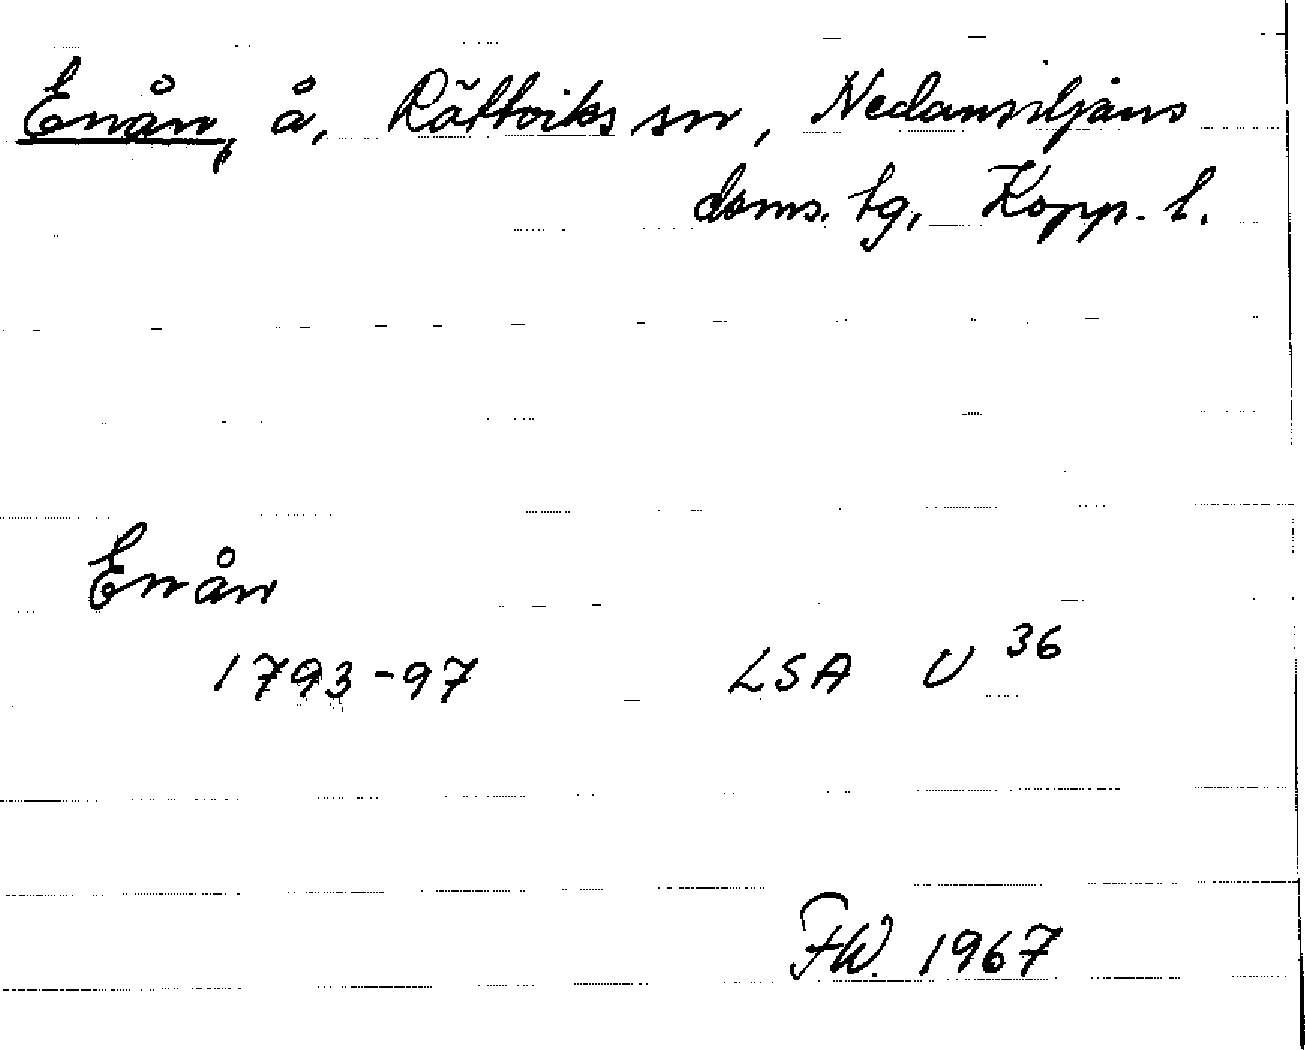 Enån, å, Rättviks sn, Nedansiljans
doms. tg, Kopp. l.
Enån
1793-97 LSA U 36
FW. 1967